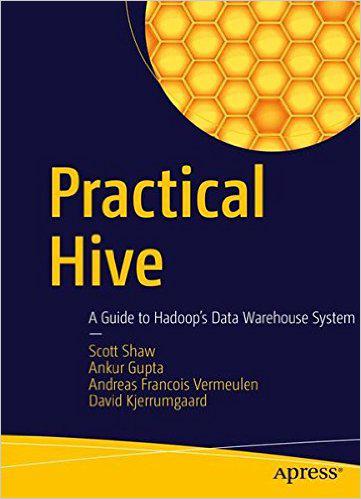 Practical
Hive
A Guide to Hadoop's Data Warehouse System
Scott Shaw
Ankur Gupta
Andreas Francois Vermeulen
David Kjerrumgaard
Apress®